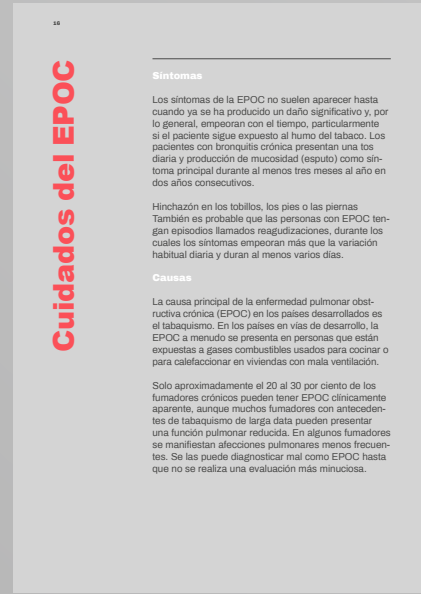 16
Cuidados del EPOC
Síntomas
Los síntomas de la EPOC no suelen aparecer hasta
cuando ya se ha producido un daño significativo y, por
lo general, empeoran con el tiempo, particularmente
si el paciente sigue expuesto al humo del tabaco. Los
pacientes con bronquitis crónica presentan una tos
diaria y producción de mucosidad (esputo) como sín-
toma principal durante al menos tres meses al año en
dos años consecutivos.
Hinchazón en los tobillos, los pies o las piernas
También es probable que las personas con EPOC ten-
gan episodios llamados reagudizaciones, durante los
cuales los síntomas empeoran más que la variación
habitual diaria y duran al menos varios días.
Causas
La causa principal de la enfermedad pulmonar obst-
ructiva crónica (EPOC) en los países desarrollados es
el tabaquismo. En los países en vías de desarrollo, la
EPOC a menudo se presenta en personas que están
expuestas a gases combustibles usados para cocinar o
para calefaccionar en viviendas con mala ventilación.
Solo aproximadamente el 20 al 30 por ciento de los
fumadores crónicos pueden tener EPOC clínicamente
aparente, aunque muchos fumadores con anteceden-
tes de tabaquismo de larga data pueden presentar
una función pulmonar reducida. En algunos fumadores
se manifiestan afecciones pulmonares menos frecuen-
tes. Se las puede diagnosticar mal como EPOC hasta
que no se realiza una evaluación más minuciosa.